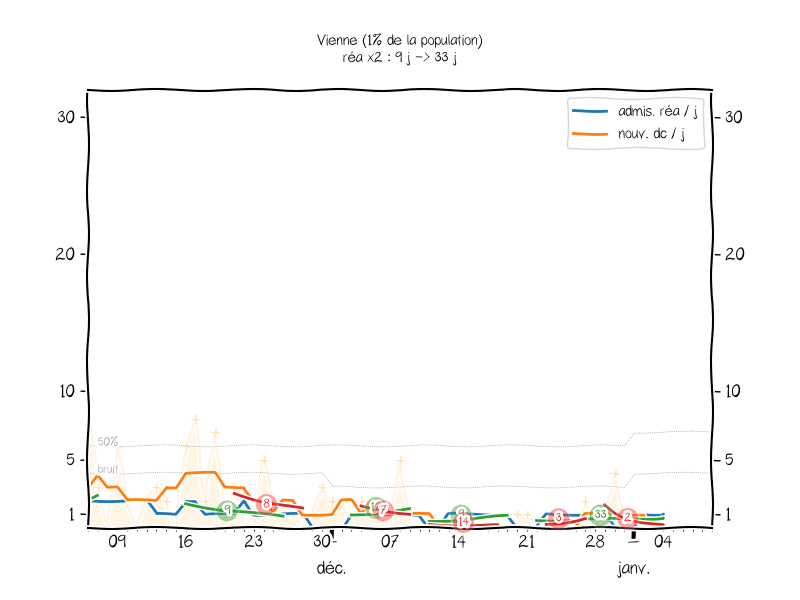 Vienne (1% de la population)
réa x2 : 9 j -> 33 j
admis. réa / j
nouv. dc / j
30 30
20 20
10 10
5 5
1 1
50%
bruit
9 8 7 9 14 3 33 2
09 16 23 30 07 14 21 28 04
déc. janv.